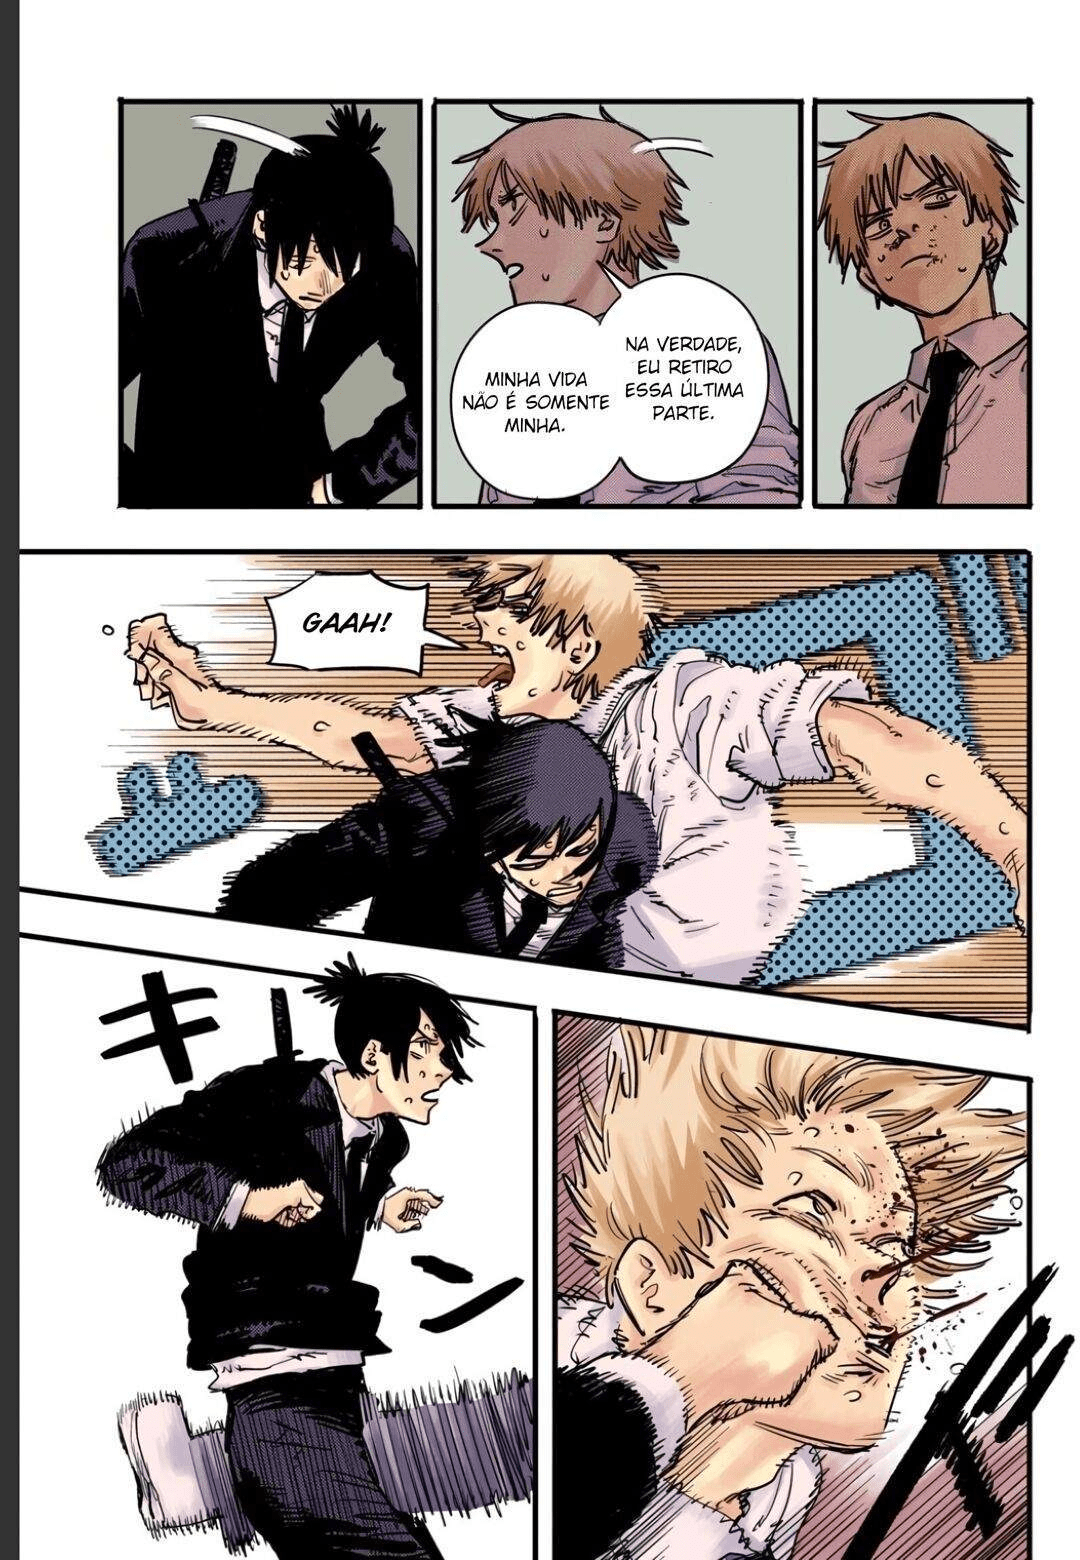 NA VERDADE,
EU RETIRO
ESSA ÚLTIMA
PARTE.
MINHA VIDA
NÃO É SOMENTE
MINHA.
GAAH!
キン